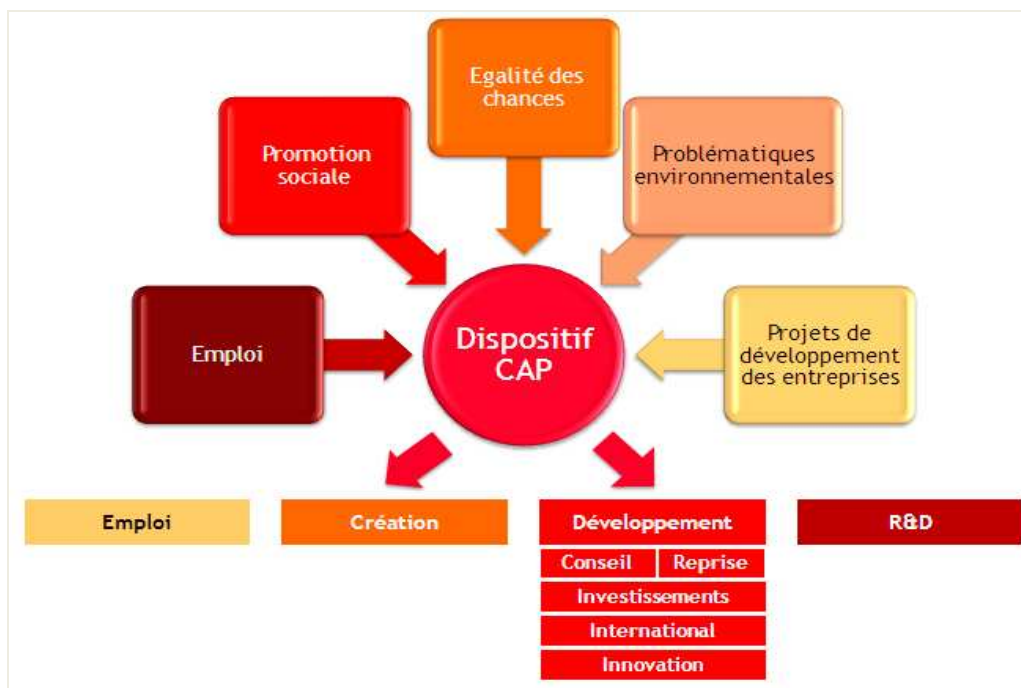 Egalité des
chances
Promotion
sociale
Problématiques
environnementales
Emploi
Dispositif
CAP
Projets de
développement
des entreprises
Emploi
Création
Développement
R&D
Conseil
Reprise
Investissements
International
Innovation